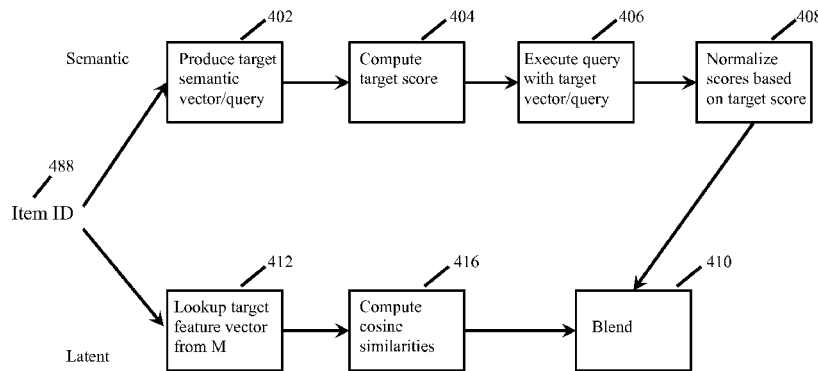 402
404
406
408
Semantic
Produce target
semantic
vector/query
Compute
target score
Execute query
with target
vector/query
Normalize
scores based
on target score
488
Item ID
412
416
410
Lookup target
feature vector
from M
Compute
cosine
similarities
Blend
Latent